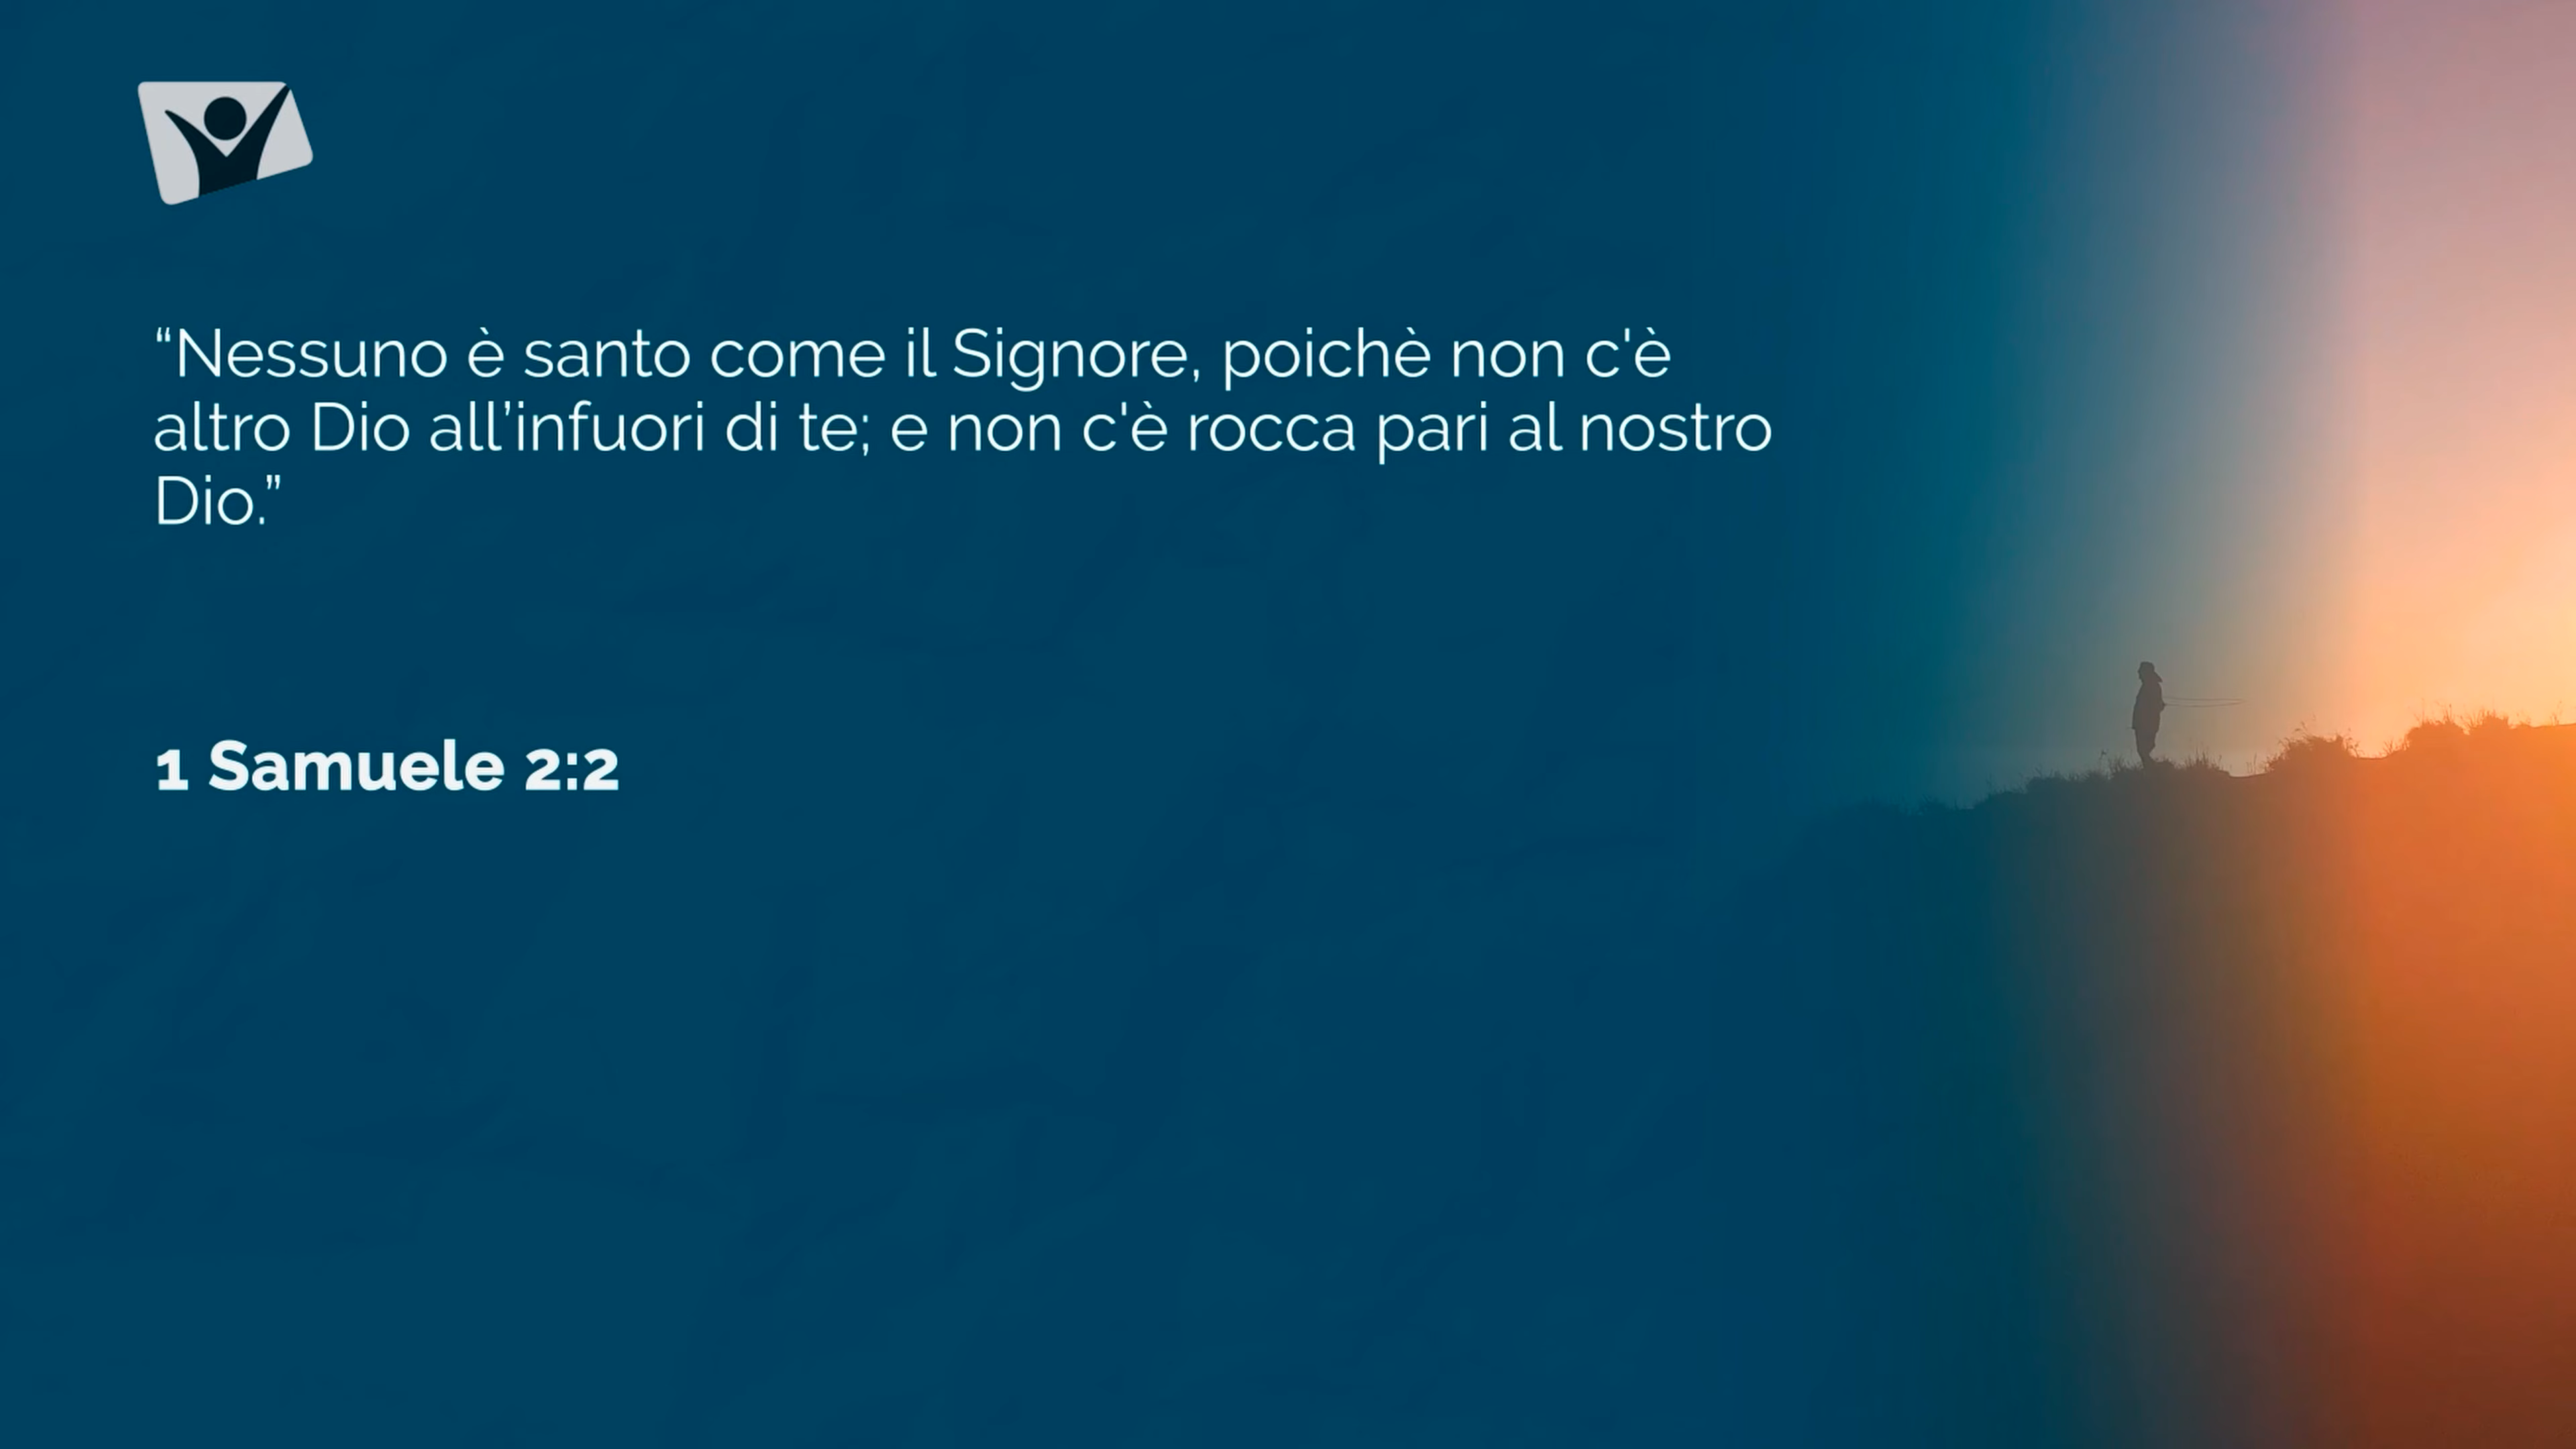 “Nessuno è santo come il Signore, poichè non c'è
altro Dio all’infuori di te; e non c'è rocca pari al nostro
Dio.”
1 Samuele 2:2